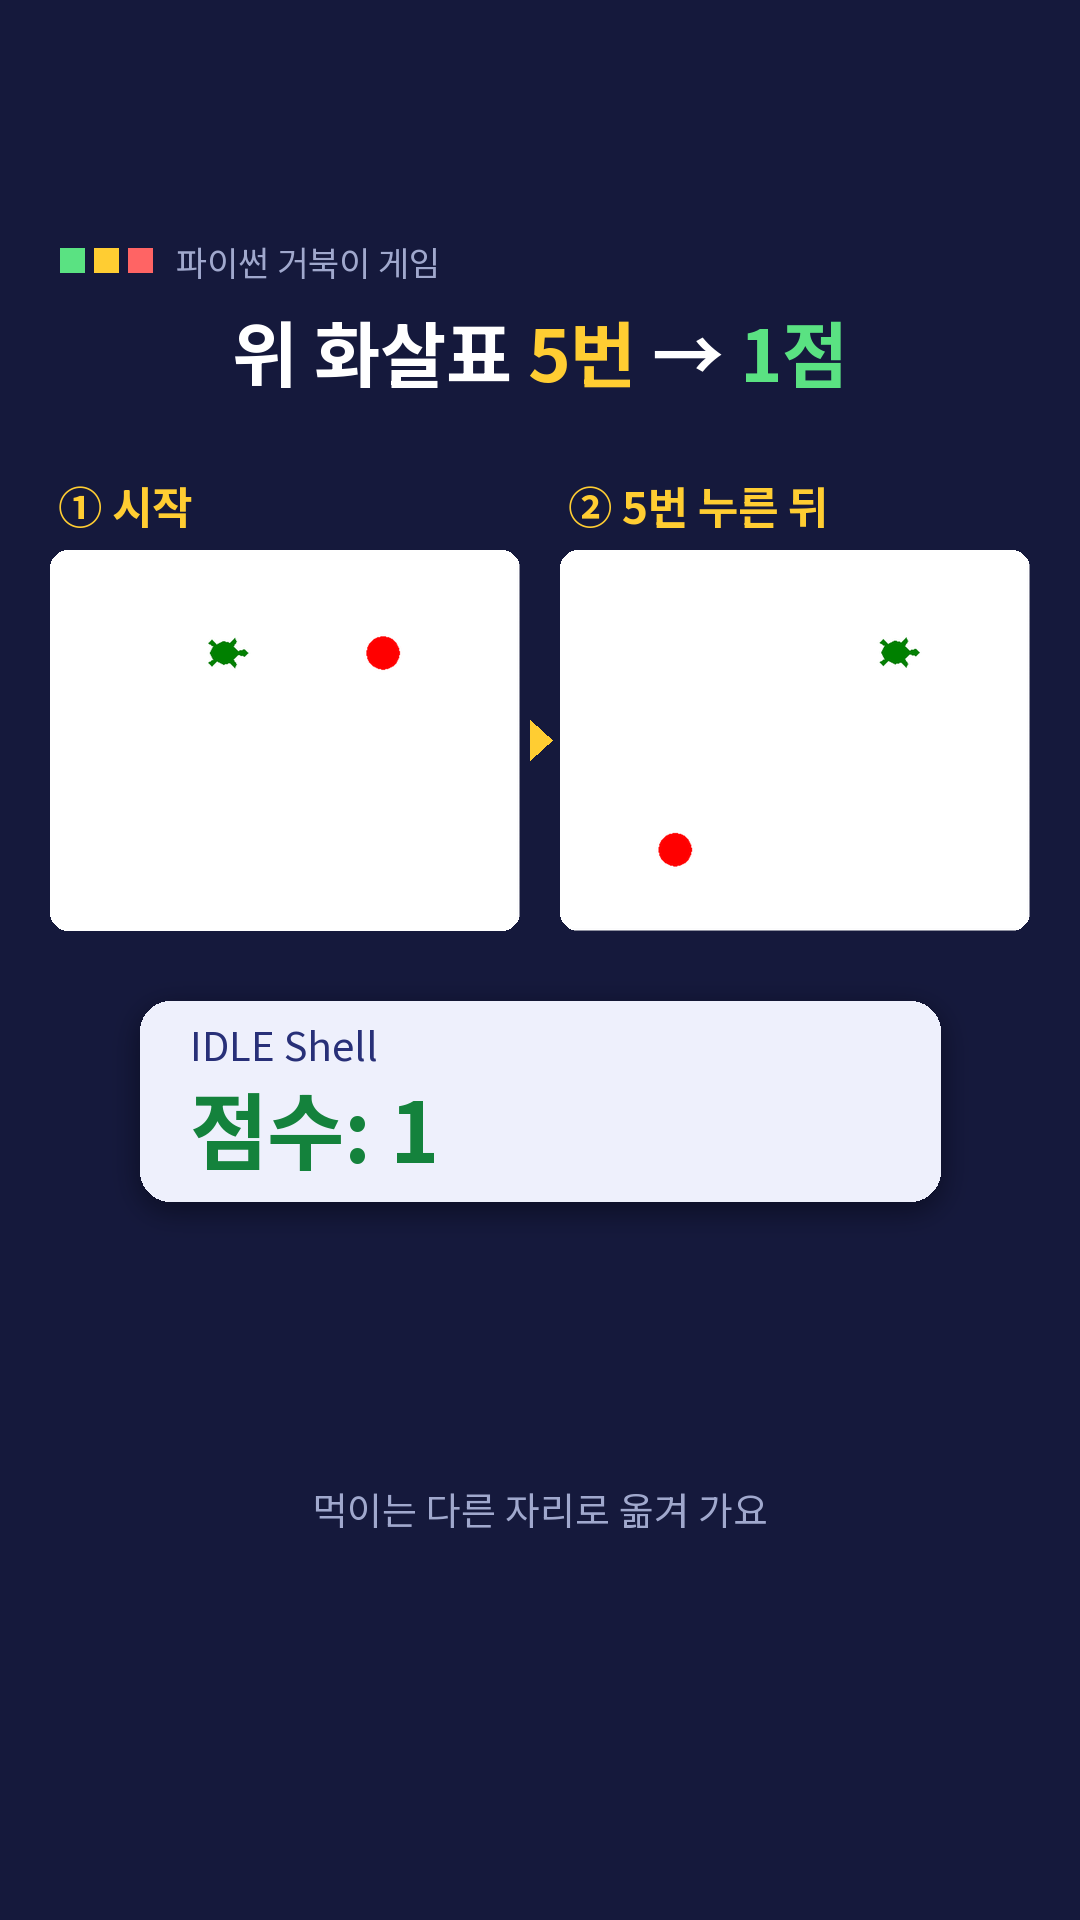 파이썬 거북이 게임
위 화살표 5번 → 1점
① 시작
② 5번 누른 뒤
IDLE Shell
점수: 1
먹이는 다른 자리로 옮겨 가요